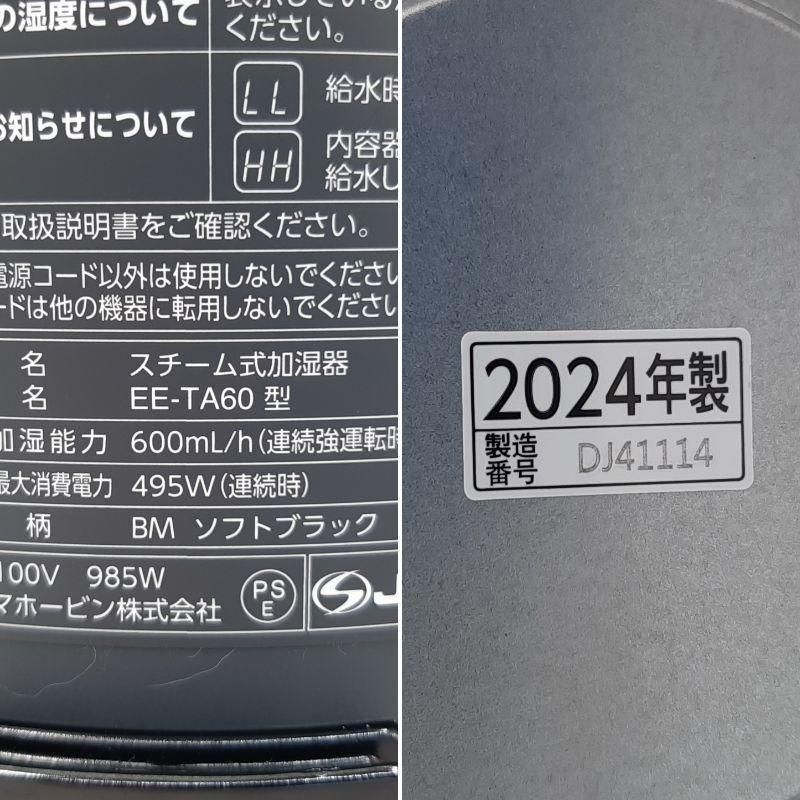 の湿度について
ください。
お知らせについて
LL
給水時
HH
内容器
給水し
取扱説明書をご確認ください。
電源コード以外は使用しないでください
ードは他の機器に転用しないでください
名 スチーム式加湿器
名 EE-TA60 型
加湿能力 600mL/h(連続強運転時
最大消費電力 495W(連続時)
柄 BM ソフトブラック
100V 985W
マホービン株式会社
PS
E
J
2024年製
製造
番号 DJ41114